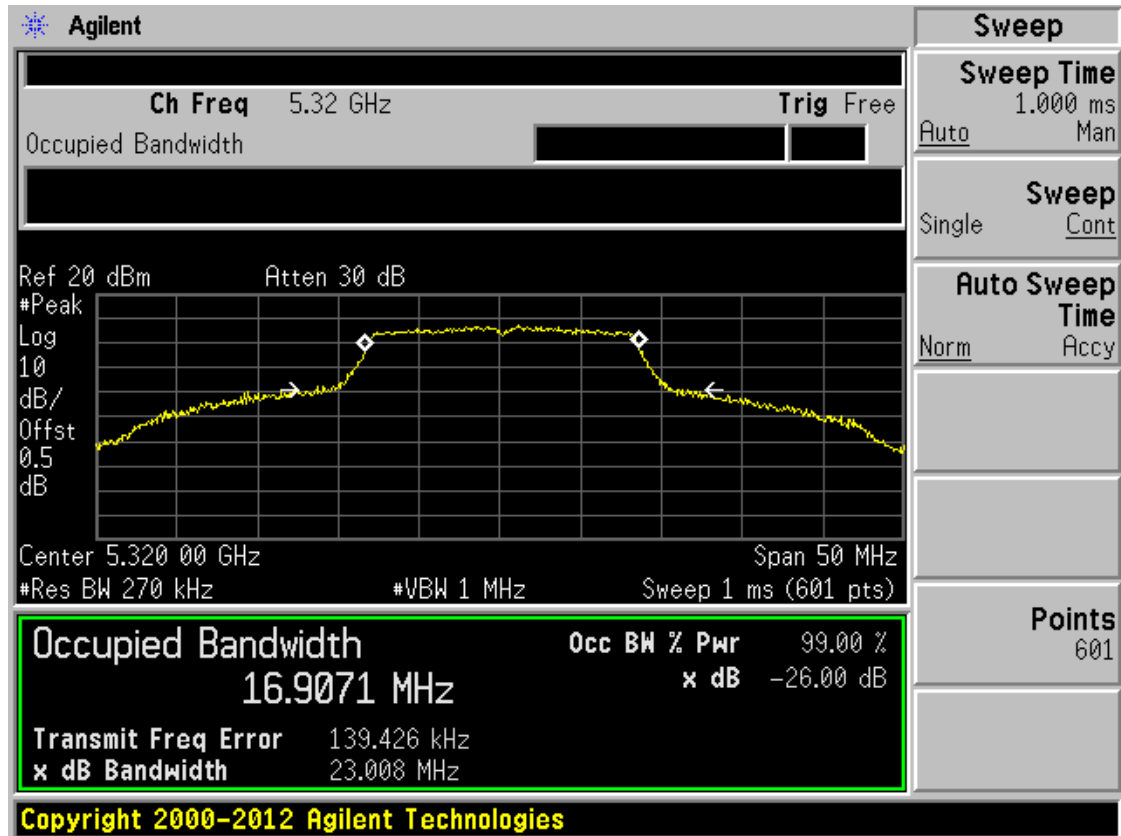 Agilent
Sweep
Ch Freq 5.32 GHz Trig Free
Occupied Bandwidth
Sweep Time
1.000 ms
Auto Man
Sweep
Single Cont
Auto Sweep
Time
Norm Accy
Points
601
Ref 20 dBm Atten 30 dB
#Peak
Log
10
dB/
Offst
0.5
dB
Center 5.320 00 GHz Span 50 MHz
#Res BW 270 kHz #VBW 1 MHz Sweep 1 ms (601 pts)
Occupied Bandwidth Occ BW % Pwr 99.00 %
16.9071 MHz x dB -26.00 dB
Transmit Freq Error 139.426 kHz
x dB Bandwidth 23.008 MHz
Copyright 2000-2012 Agilent Technologies